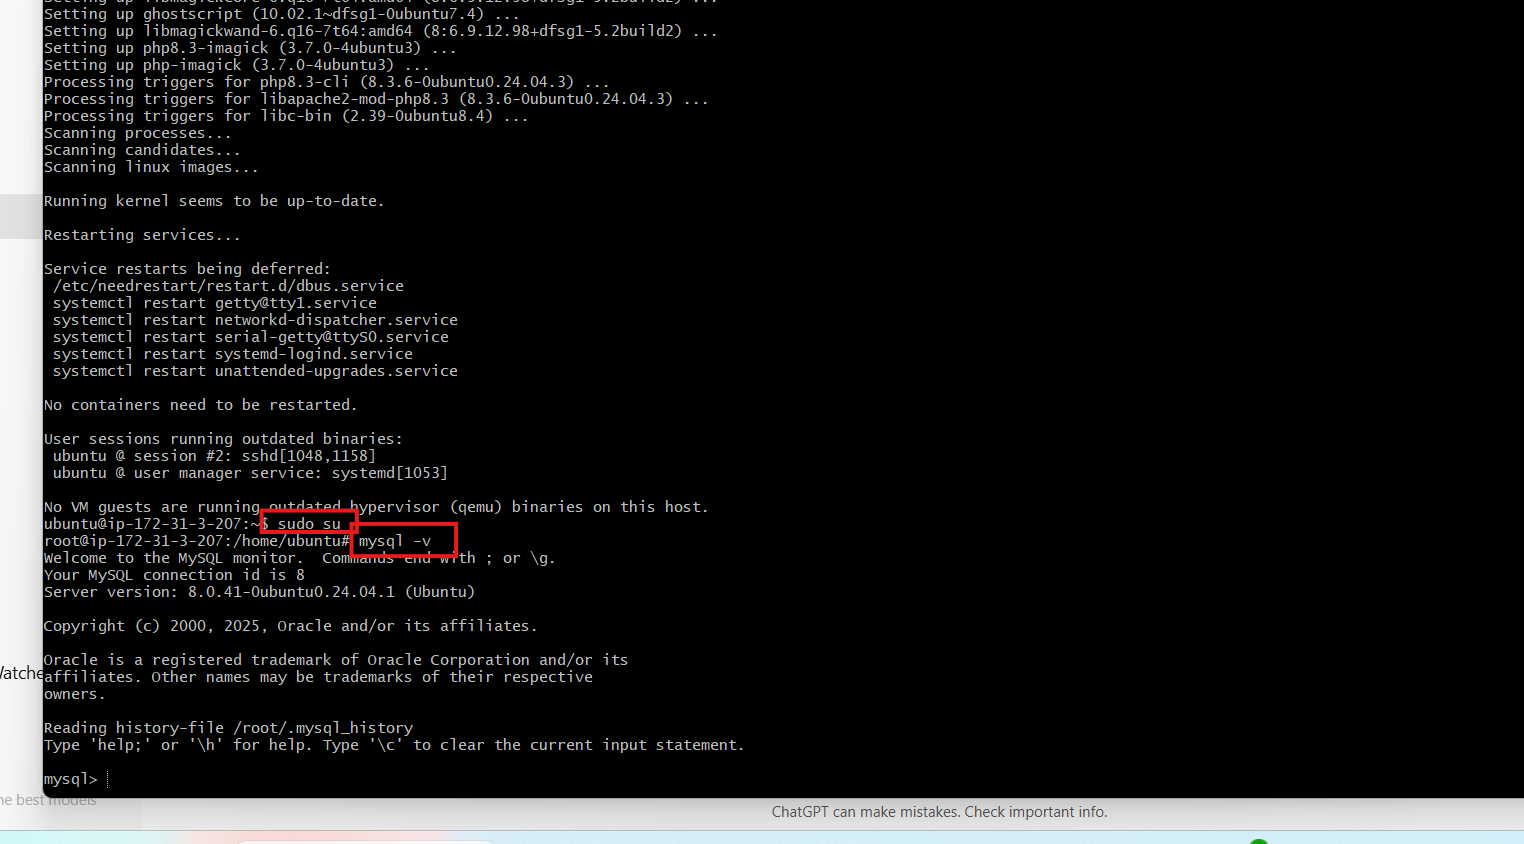 Setting up ghostscript (10.02.1~dfsg1-0ubuntu7.4) ...
Setting up libmagickwand-6.q16-7t64:amd64 (8:6.9.12.98+dfsg1-5.2build2) ...
Setting up php8.3-imagick (3.7.0-4ubuntu3) ...
Setting up php-imagick (3.7.0-4ubuntu3) ...
Processing triggers for php8.3-cli (8.3.6-0ubuntu0.24.04.3) ...
Processing triggers for libapache2-mod-php8.3 (8.3.6-0ubuntu0.24.04.3) ...
Processing triggers for libc-bin (2.39-0ubuntu8.4) ...
Scanning processes...
Scanning candidates...
Scanning linux images...
Running kernel seems to be up-to-date.
Restarting services...
Service restarts being deferred:
/etc/needrestart/restart.d/dbus.service
systemctl restart getty@tty1.service
systemctl restart networkd-dispatcher.service
systemctl restart serial-getty@ttyS0.service
systemctl restart systemd-logind.service
systemctl restart unattended-upgrades.service
No containers need to be restarted.
User sessions running outdated binaries:
ubuntu @ session #2: sshd[1048,1158]
ubuntu @ user manager service: systemd[1053]
No VM guests are running outdated hypervisor (qemu) binaries on this host.
ubuntu@ip-172-31-3-207:~$ sudo su
root@ip-172-31-3-207:/home/ubuntu# mysql -v
Welcome to the MySQL monitor.  Commands end with ; or \g.
Your MySQL connection id is 8
Server version: 8.0.41-0ubuntu0.24.04.1 (Ubuntu)
Copyright (c) 2000, 2025, Oracle and/or its affiliates.
Oracle is a registered trademark of Oracle Corporation and/or its
affiliates. Other names may be trademarks of their respective
owners.
Reading history-file /root/.mysql_history
Type 'help;' or '\h' for help. Type '\c' to clear the current input statement.
mysql>
best models
ChatGPT can make mistakes. Check important info.